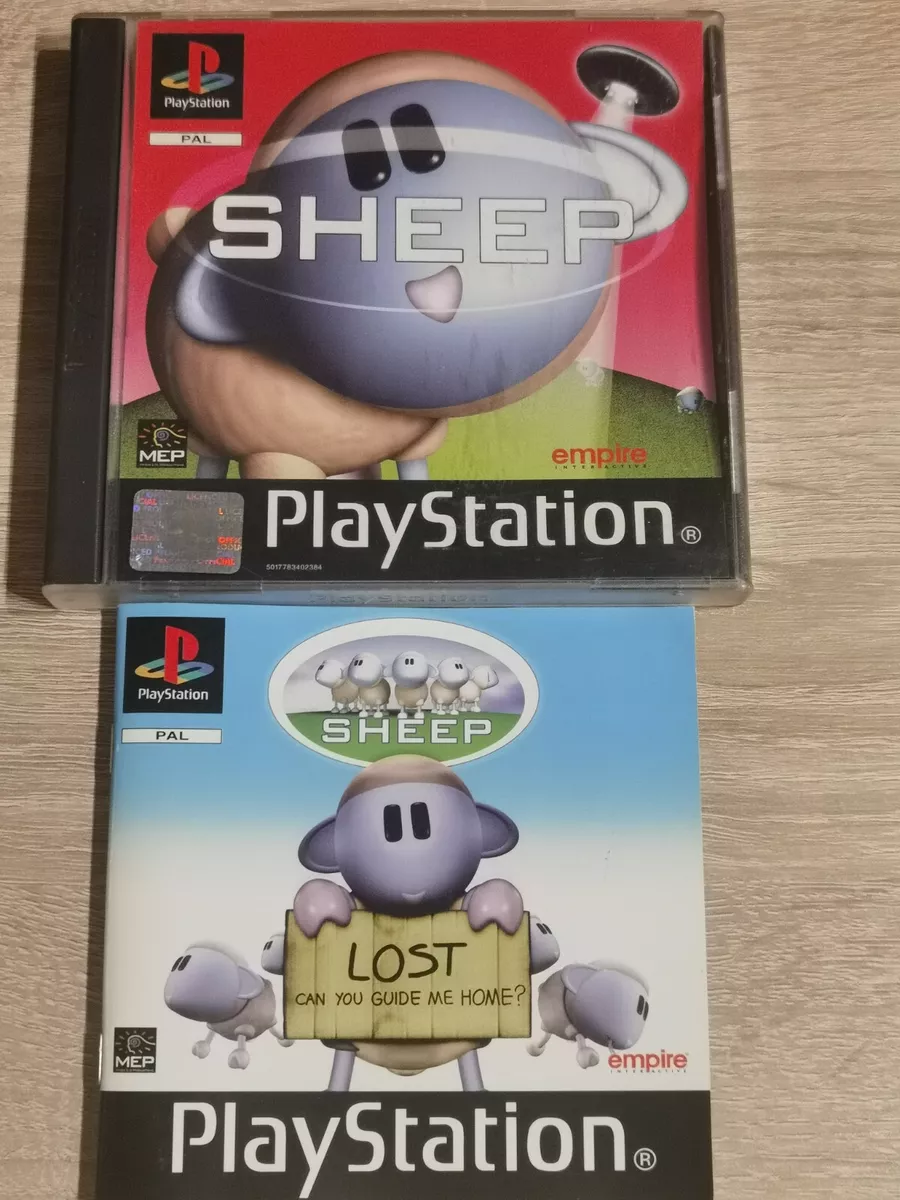 PlayStation
PAL
SHEEP
MEP
empire
INTERACTIVE
PlayStation®
5017783402384
PlayStation
PlayStation
PAL
SHEEP
LOST
CAN YOU GUIDE ME HOME?
MEP
empire
INTERACTIVE
PlayStation®